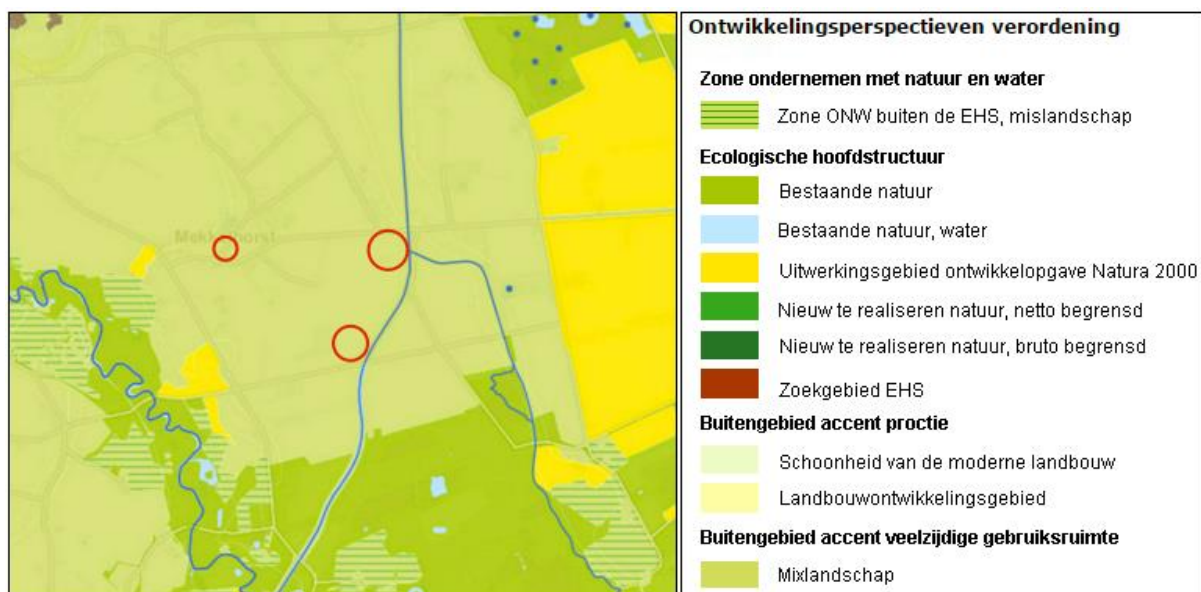 Mekkelhorst
Ontwikkelingsperspectieven verordening
Zone ondernemen met natuur en water
Zone ONW buiten de EHS, mislandschap
Ecologische hoofdstructuur
Bestaande natuur
Bestaande natuur, water
Uitwerkingsgebied ontwikkelopgave Natura 2000
Nieuw te realiseren natuur, netto begrensd
Nieuw te realiseren natuur, bruto begrensd
Zoekgebied EHS
Buitengebied accent proctie
Schoonheid van de moderne landbouw
Landbouwontwikkelingsgebied
Buitengebied accent veelzijdige gebruiksruimte
Mixlandschap